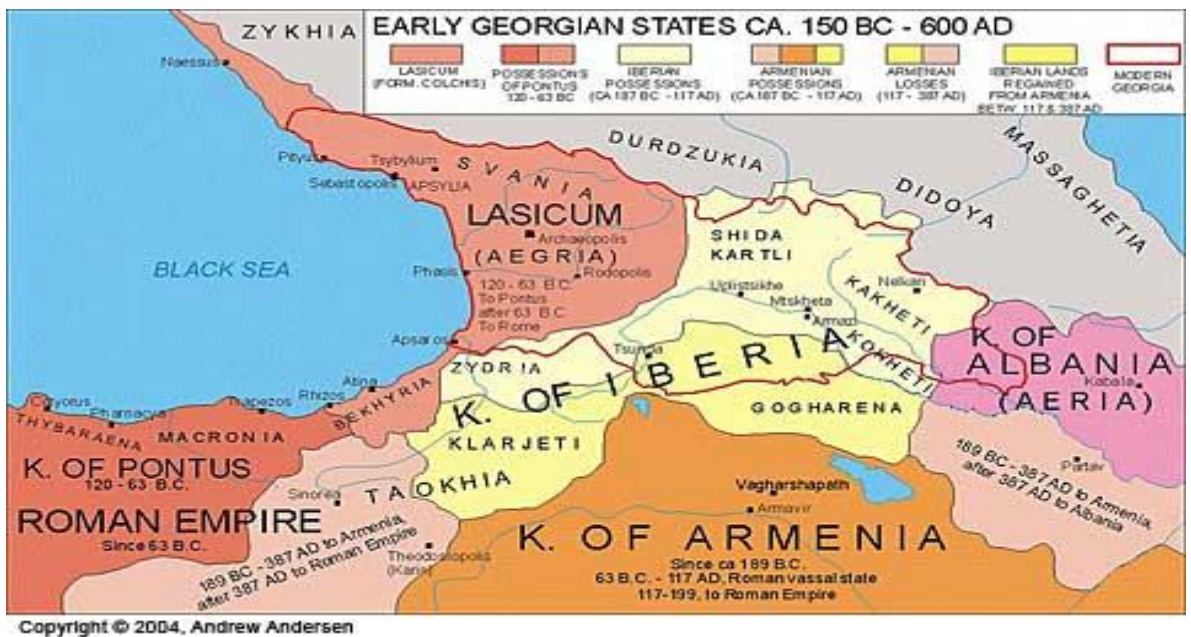 EARLY GEORGIAN STATES CA. 150 BC - 600 AD
LASICUM
(FORM. COLCHIS)
POSSESSIONS
OF PONTUS
120 - 63 BC
IBERIAN
POSSESSIONS
(CA 187 BC - 117 AD)
ARMENIAN
POSSESSIONS
(CA 187 BC - 117 AD)
ARMENIAN
LOSSES
(117 - 387 AD)
IBERIAN LANDS
REGAINED
FROM ARMENIA
BETW. 117 & 387 AD
MODERN
GEORGIA
ZYKHIA
Naessus
DURDZUKIA
DIDOYA
MASSAGHETIA
Pityus
Tsybylium
SVANIA
Sebastopolis
APSYLIA
LASICUM
Archaeopolis
(AEGRIA)
Phasis
Rodopolis
120 - 63 B.C.
To Pontus
after 63 B.C.
To Rome
BLACK SEA
SHIDA
KARTLI
Uplistsikhe
Mtskheta
Armazi
Nelkari
KAKHETI
KOKHETI
Apsaros
Tsunda
ZYDRIA
K. OF IBERIA
K. OF
ALBANIA
(AERIA)
Kabala
Atina
Rhizos
BEKHYRIA
Trapezos
Pharnacya
THYBARAENA
MACRONIA
KLARJETI
GOGHARENA
K. OF PONTUS
120 - 63 B.C.
Sinoria
TAOKHIA
ROMAN EMPIRE
Since 63 B.C.
189 BC - 387 AD to Armenia,
after 387 AD to Roman Empire
Theodosiopolis
Vagharshapath
Armavir
K. OF ARMENIA
Since ca 189 B.C.
63 B.C. - 117 AD, Roman vassal state
117-199, to Roman Empire
189 BC - 387 AD to Armenia,
after 387 AD to Albania
Partav
Copyright © 2004, Andrew Andersen